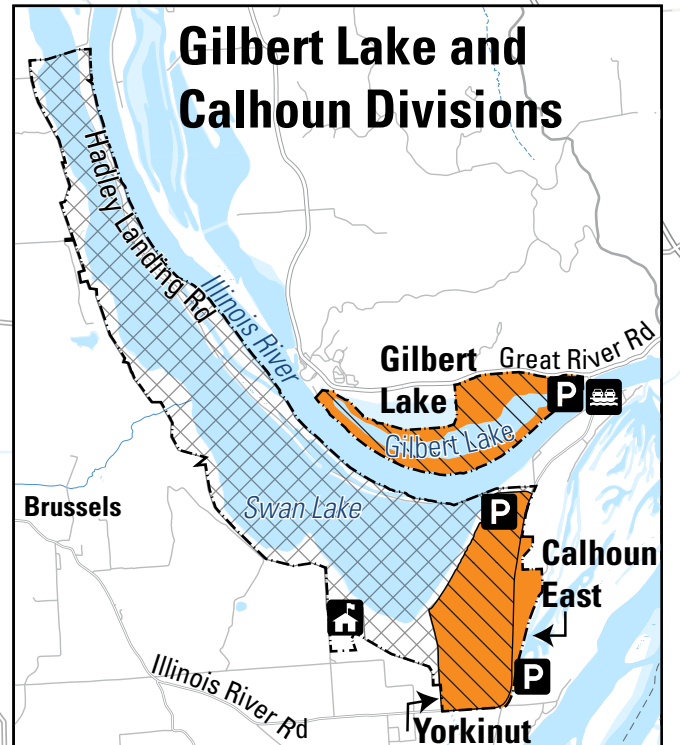 Gilbert Lake and
Calhoun Divisions
Hadley Landing Rd
Illinois River
Gilbert
Lake
Great River Rd
P
Gilbert Lake
Brussels
Swan Lake
P
Calhoun
East
P
Illinois River Rd
Yorkinut